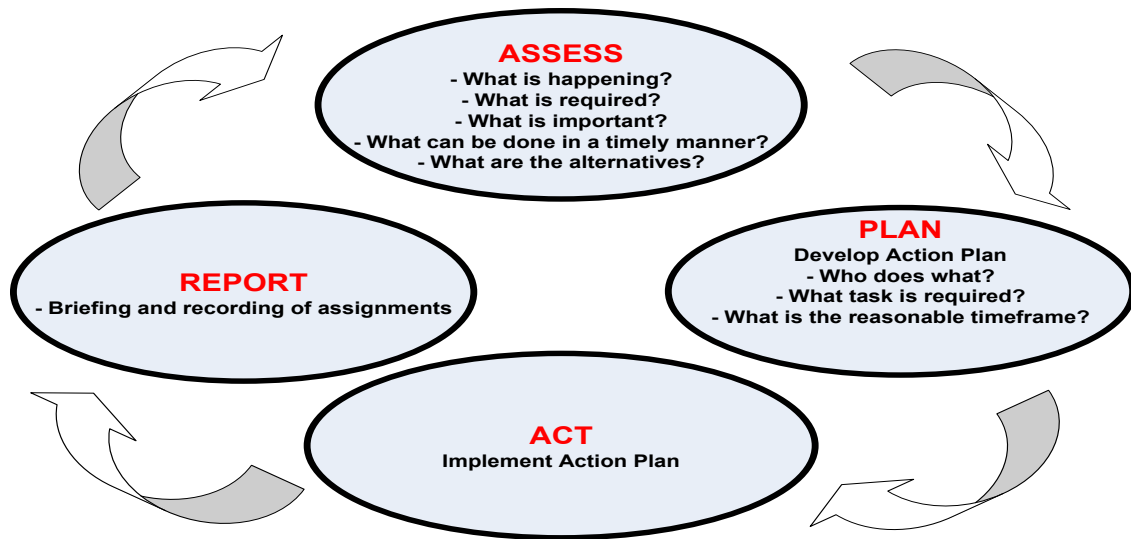 ASSESS
- What is happening?
- What is required?
- What is important?
- What can be done in a timely manner?
- What are the alternatives?
PLAN
Develop Action Plan
- Who does what?
- What task is required?
- What is the reasonable timeframe?
ACT
Implement Action Plan
REPORT
- Briefing and recording of assignments